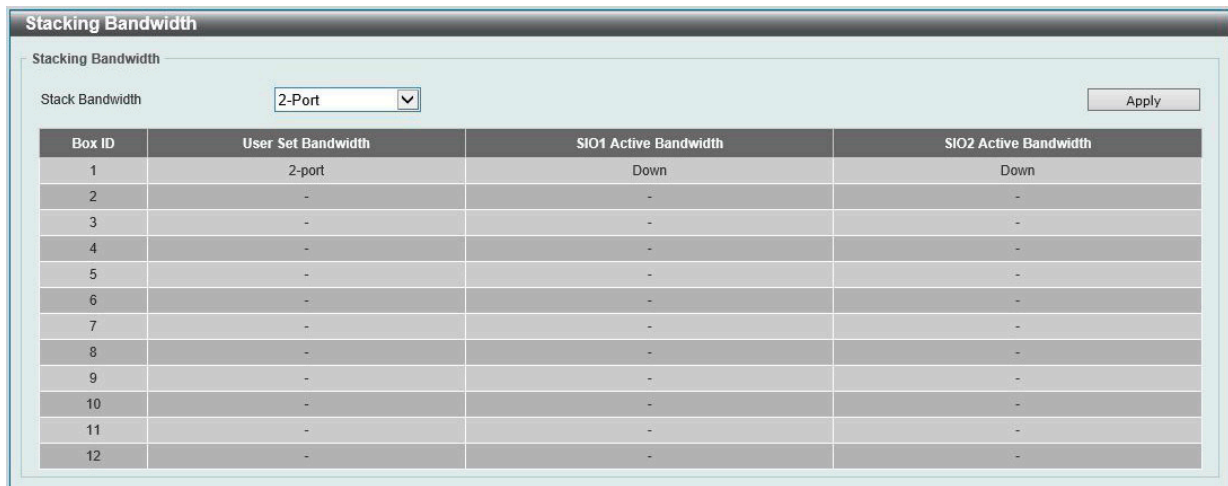 Stacking Bandwidth
Stacking Bandwidth
Stack Bandwidth 2-Port Apply
Box ID User Set Bandwidth SIO1 Active Bandwidth SIO2 Active Bandwidth
1 2-port Down Down
2 - - -
3 - - -
4 - - -
5 - - -
6 - - -
7 - - -
8 - - -
9 - - -
10 - - -
11 - - -
12 - - -